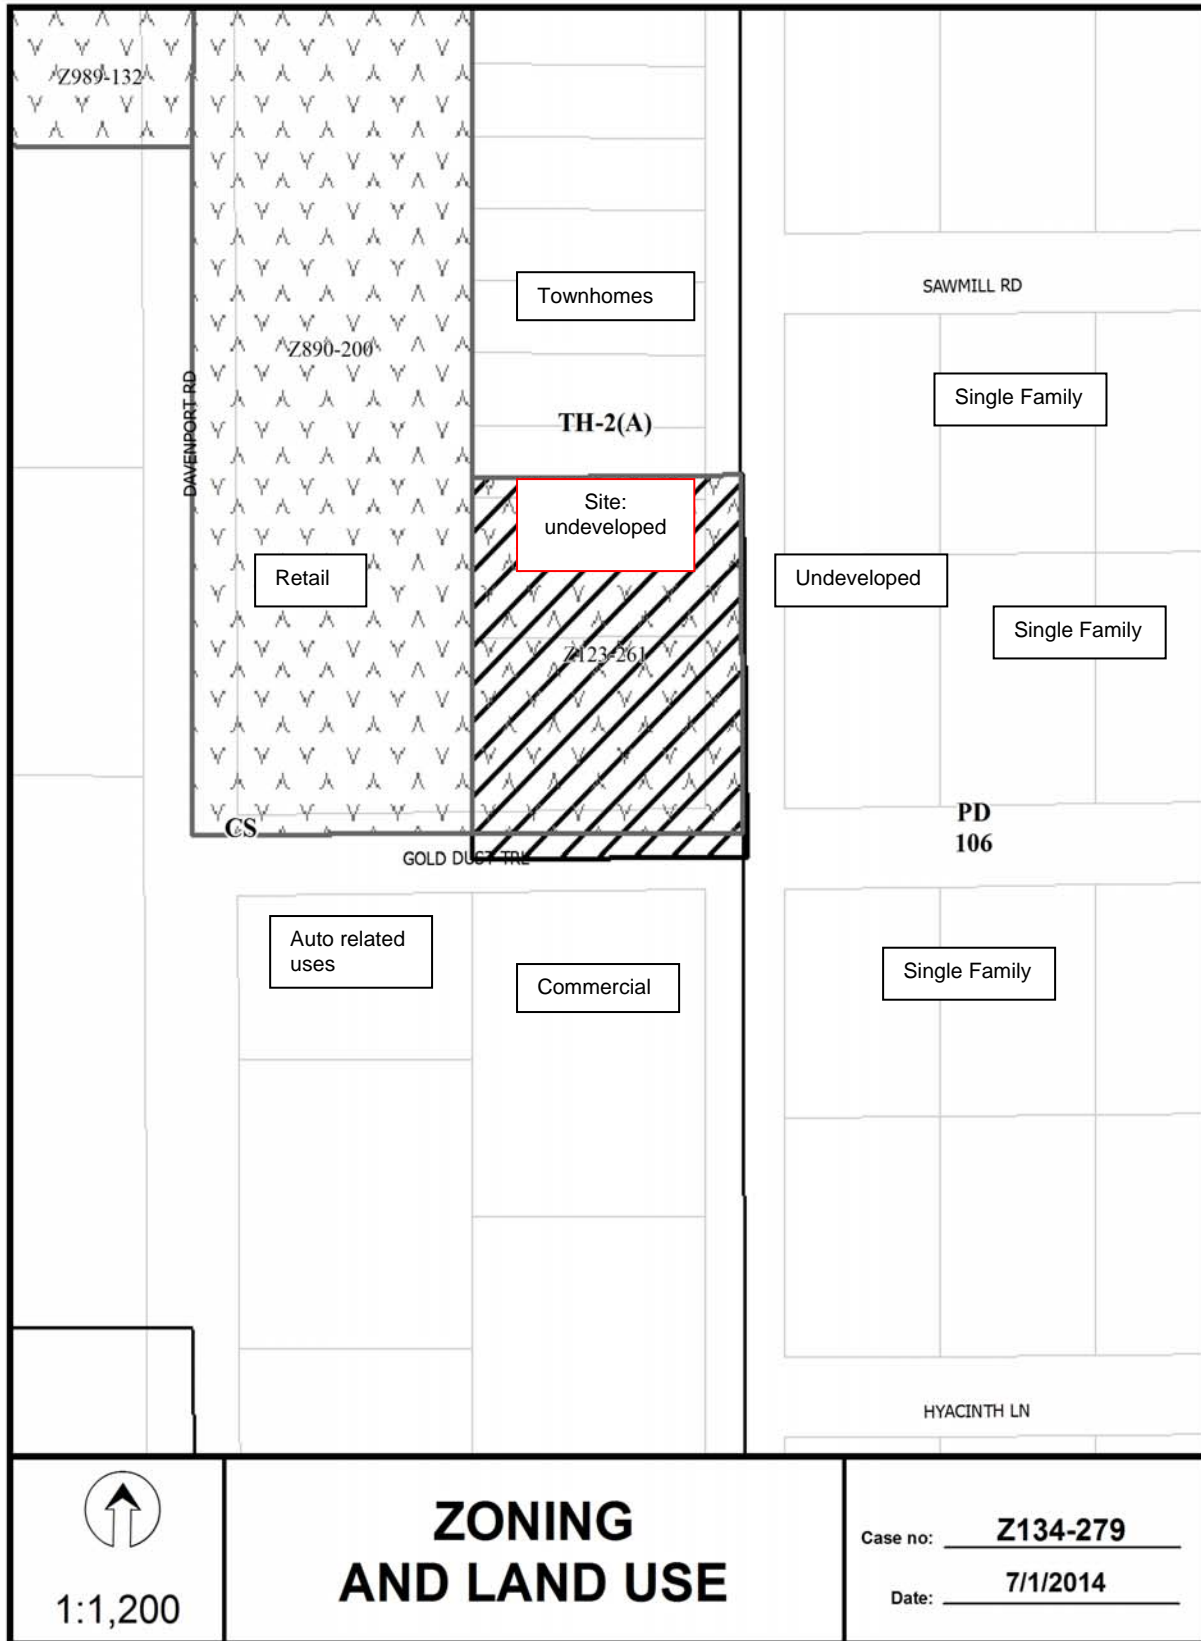 Z989-132
SAWMILL RD
Townhomes
Z890-200
DAVENPORT RD
Single Family
TH-2(A)
Site:
undeveloped
Retail
Undeveloped
Single Family
Z123-261
PD
106
CS
GOLD DUST TRL
Auto related
uses
Commercial
Single Family
HYACINTH LN
1:1,200
ZONING
AND LAND USE
Case no: Z134-279
Date: 7/1/2014